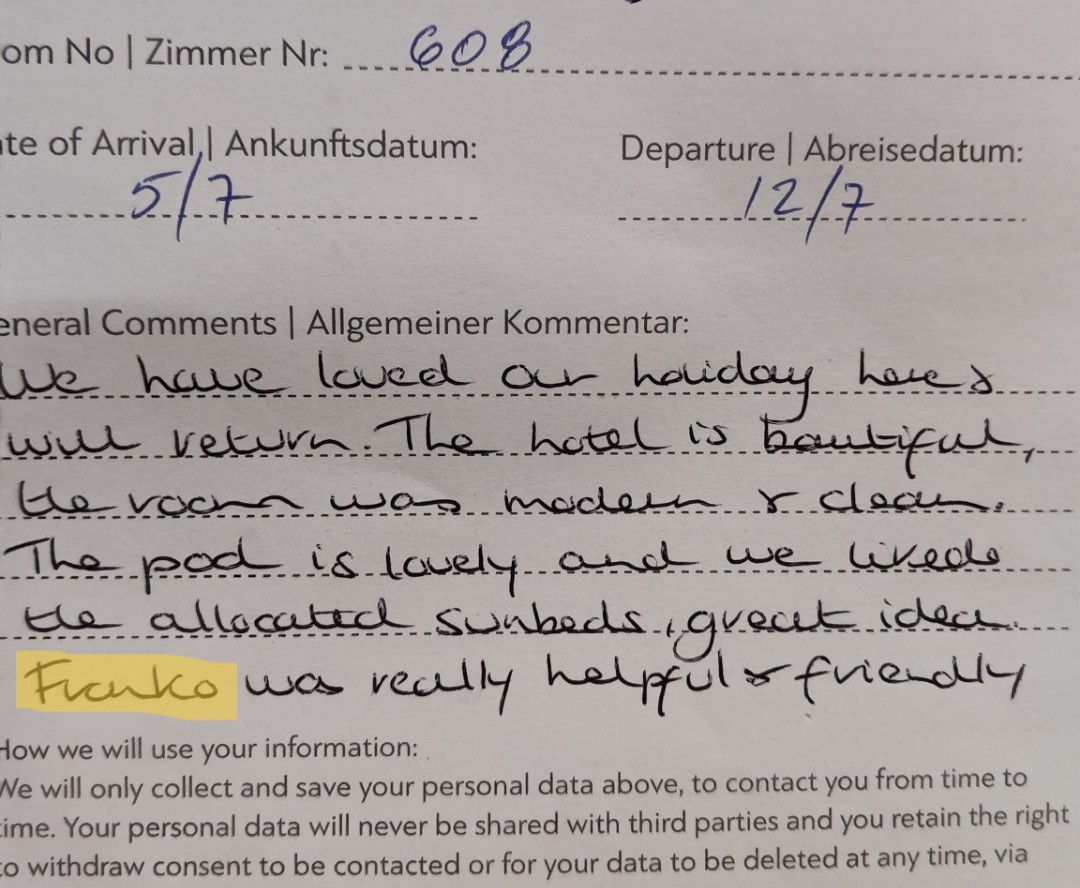 om No | Zimmer Nr: 608
te of Arrival | Ankunftsdatum: Departure | Abreisedatum:
5/7 12/7
eneral Comments | Allgemeiner Kommentar:
We have loved our holiday here &
will return. The hotel is beautiful,
the room was modern & clean.
The pool is lovely and we liked
the allocated sunbeds, great idea.
Franko was really helpful & friendly
How we will use your information:
We will only collect and save your personal data above, to contact you from time to
time. Your personal data will never be shared with third parties and you retain the right
to withdraw consent to be contacted or for your data to be deleted at any time, via